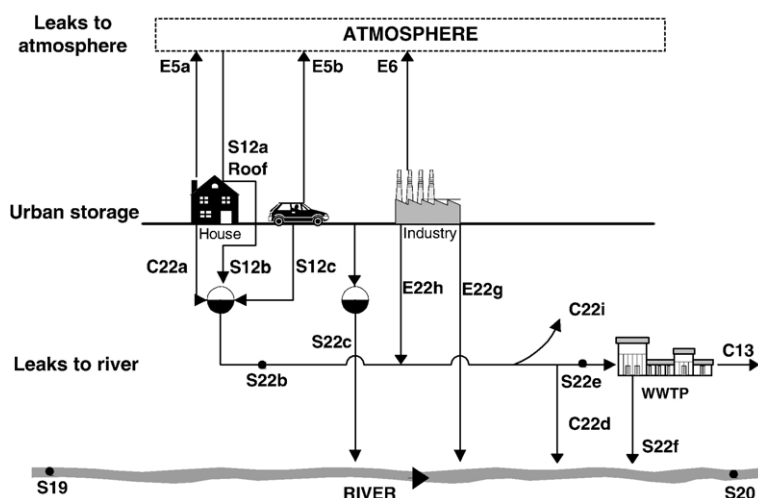 Leaks to
atmosphere
ATMOSPHERE
E5a
E5b
E6
S12a
Roof
Urban storage
House
Industry
C22a
S12b
S12c
E22h
E22g
S22c
C22i
Leaks to river
S22b
S22e
C13
WWTP
C22d
S22f
S19
RIVER
S20